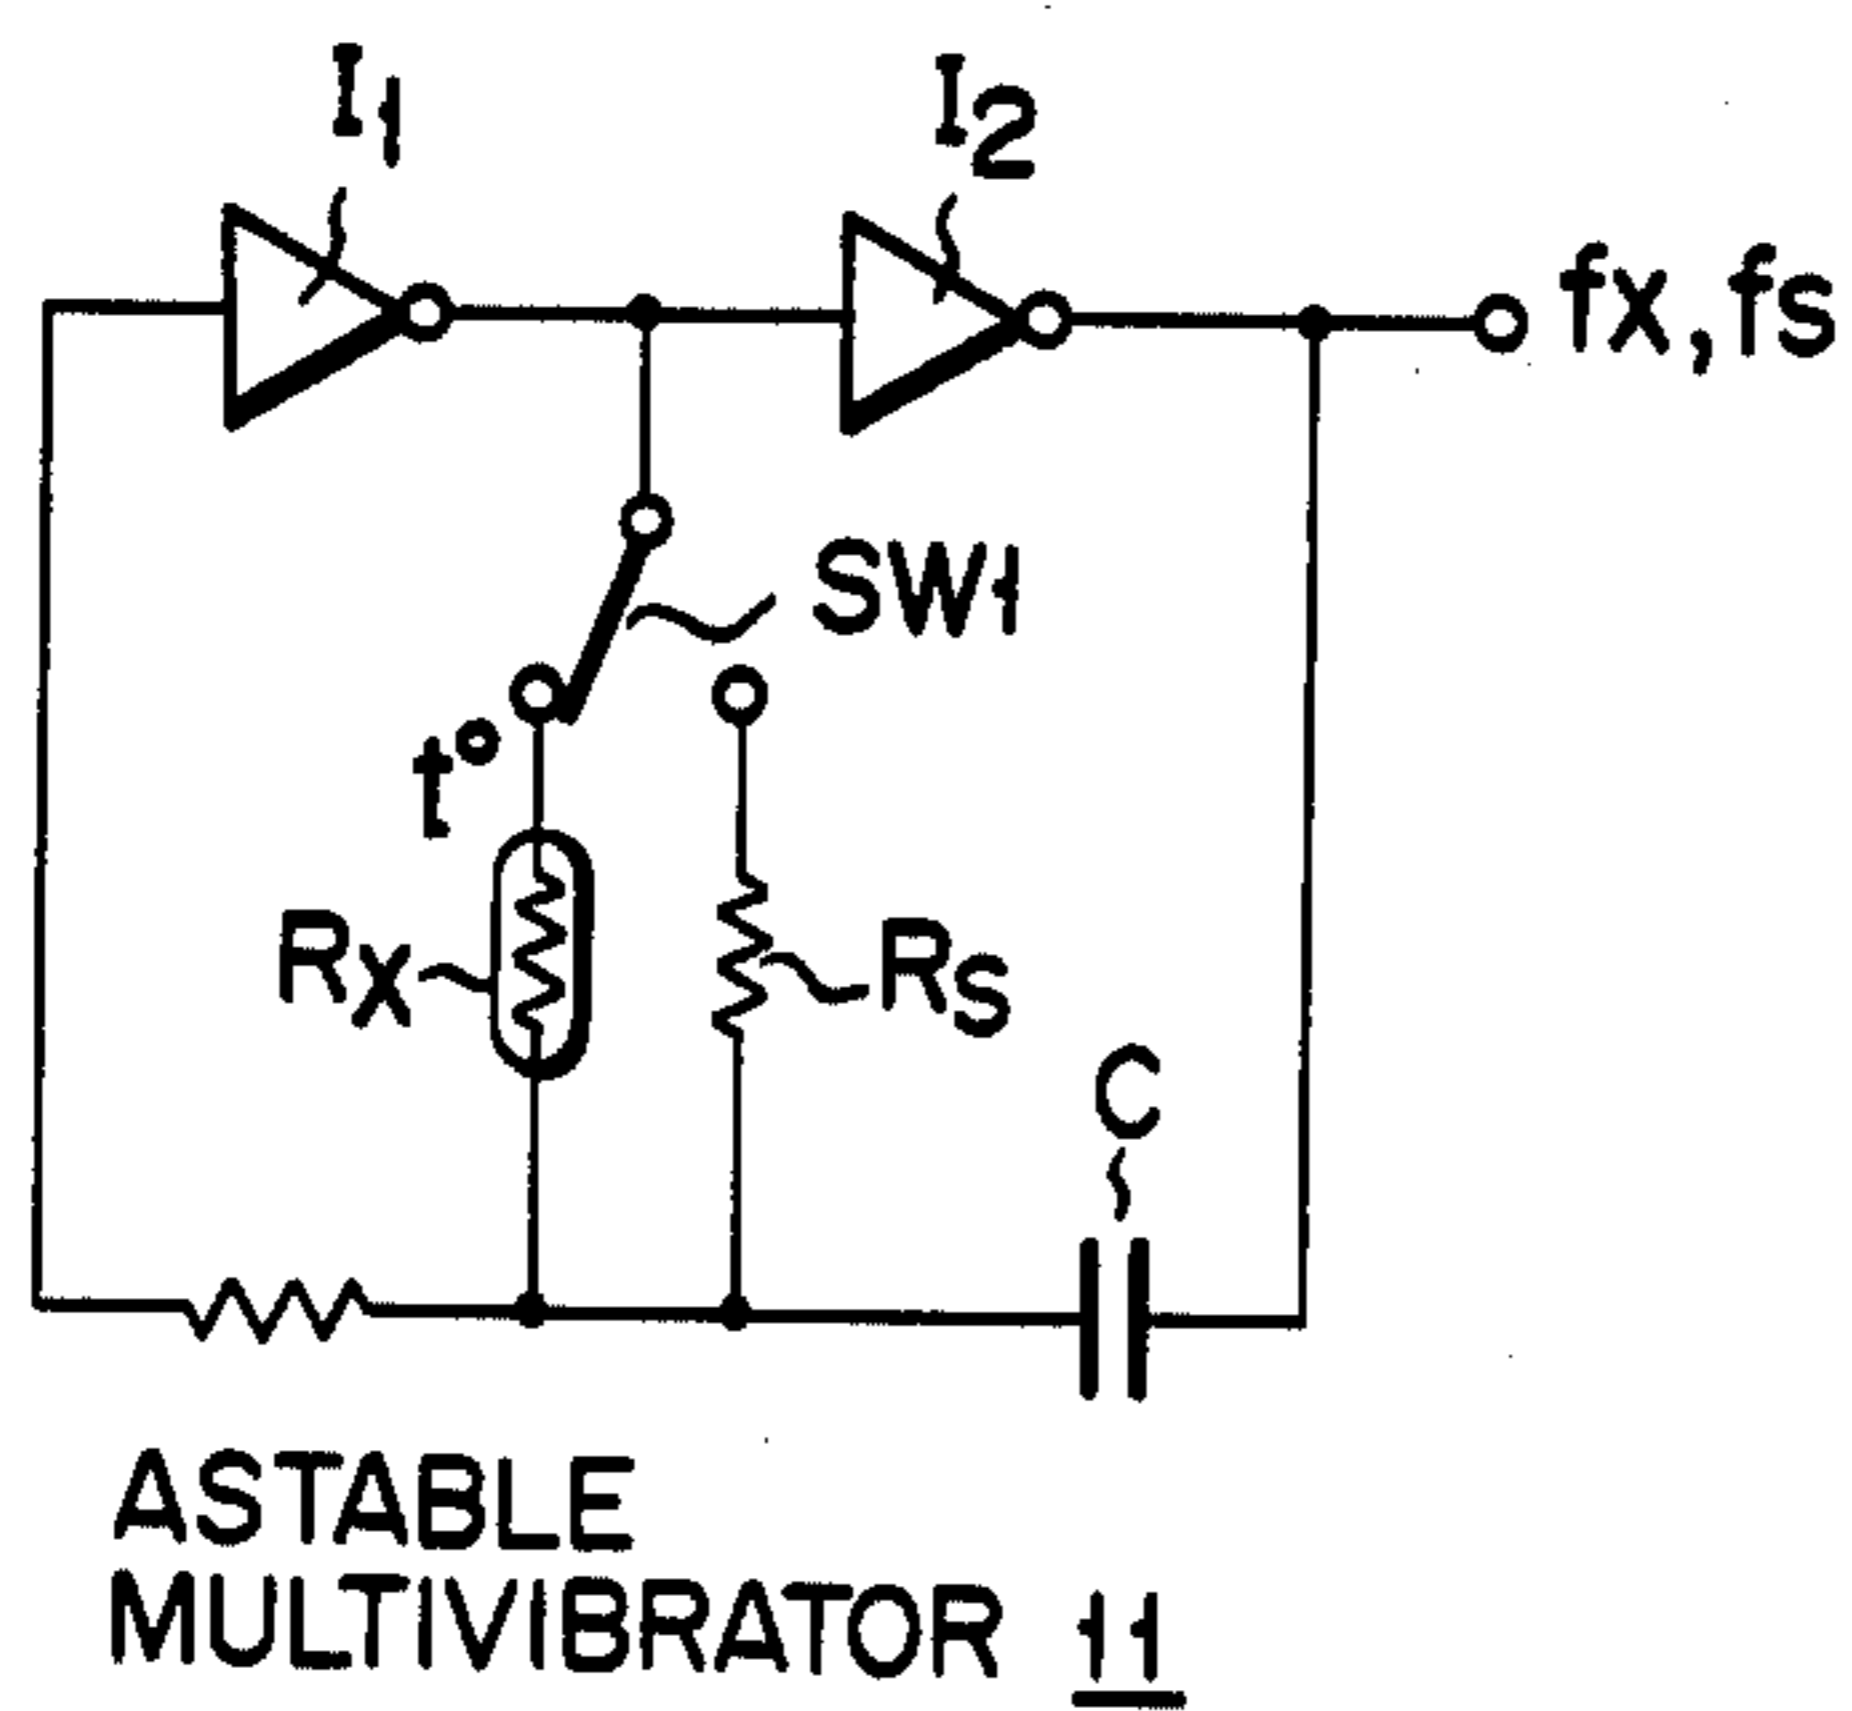 I1
I2
fx, fs
SW1
t°
Rx
Rs
C
ASTABLE
MULTIVIBRATOR 11